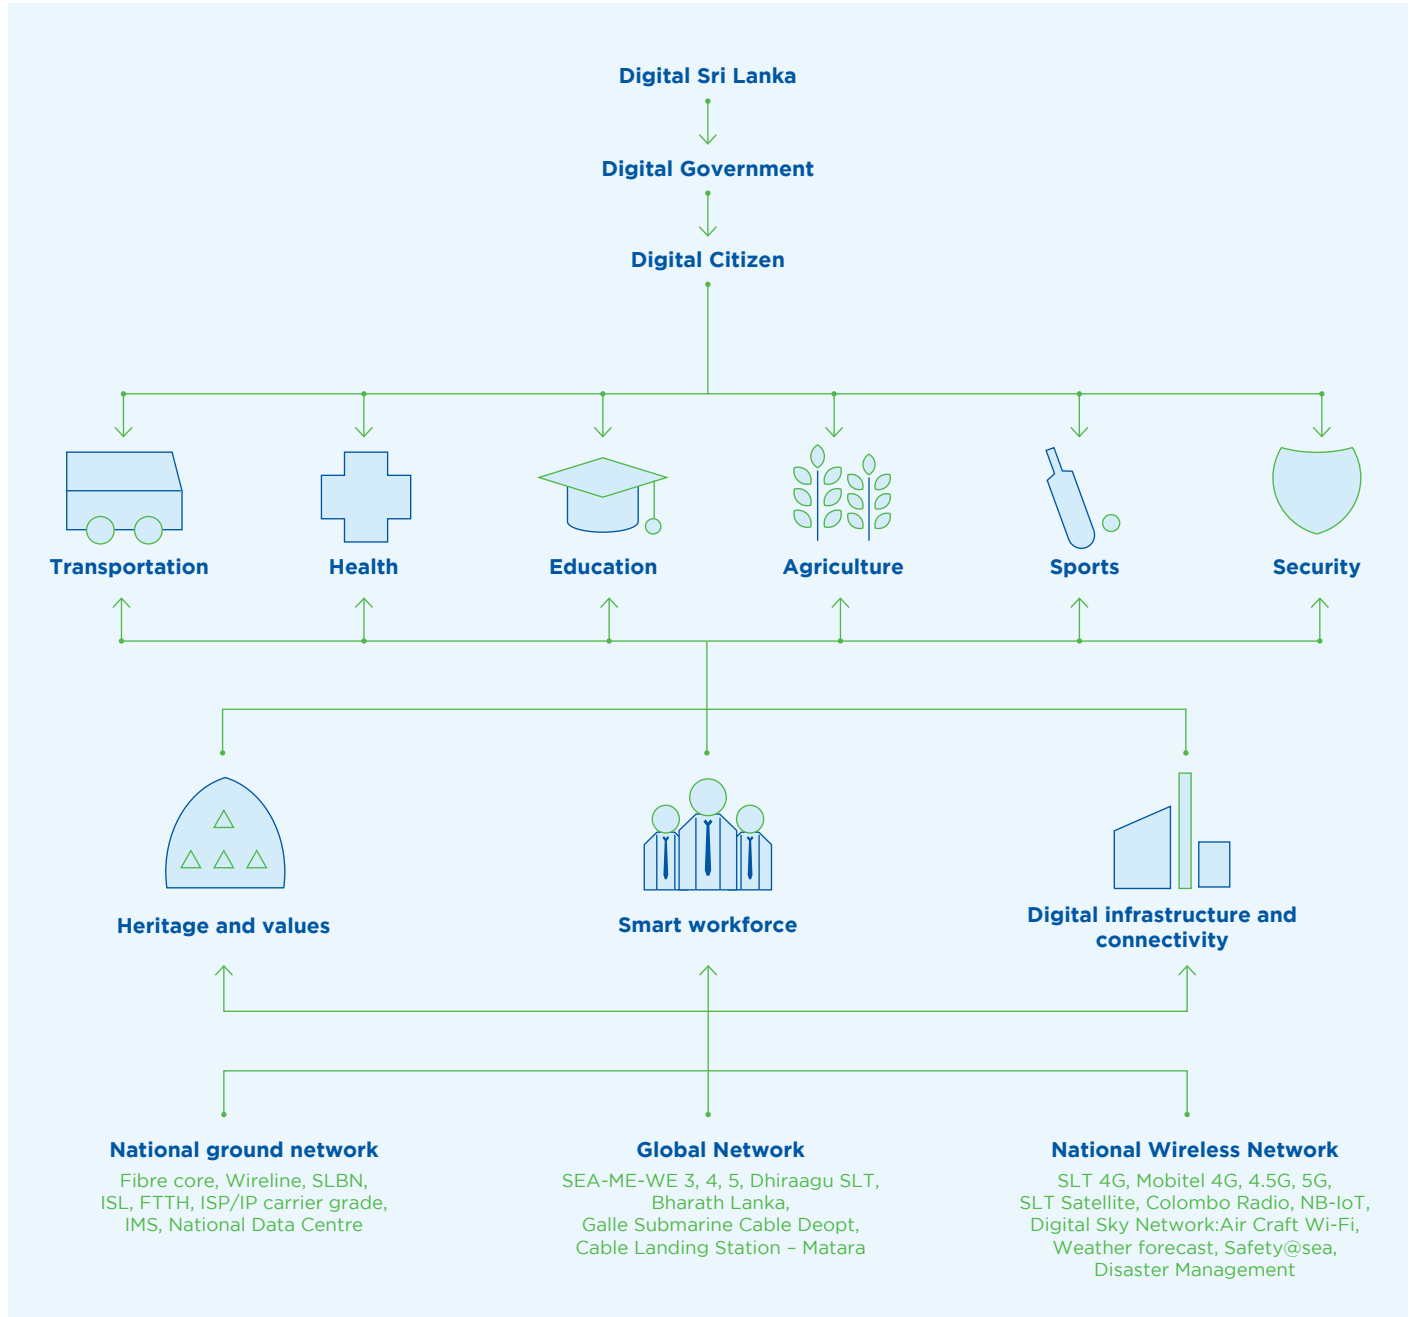 Digital Sri Lanka
Digital Government
Digital Citizen
Transportation
Health
Education
Agriculture
Sports
Security
Heritage and values
Smart workforce
Digital infrastructure and
connectivity
National ground network
Fibre core, Wireline, SLBN,
ISL, FTTH, ISP/IP carrier grade,
IMS, National Data Centre
Global Network
SEA-ME-WE 3, 4, 5, Dhiraagu SLT,
Bharath Lanka,
Galle Submarine Cable Deopt,
Cable Landing Station – Matara
National Wireless Network
SLT 4G, Mobitel 4G, 4.5G, 5G,
SLT Satellite, Colombo Radio, NB-IoT,
Digital Sky Network:Air Craft Wi-Fi,
Weather forecast, Safety@sea,
Disaster Management